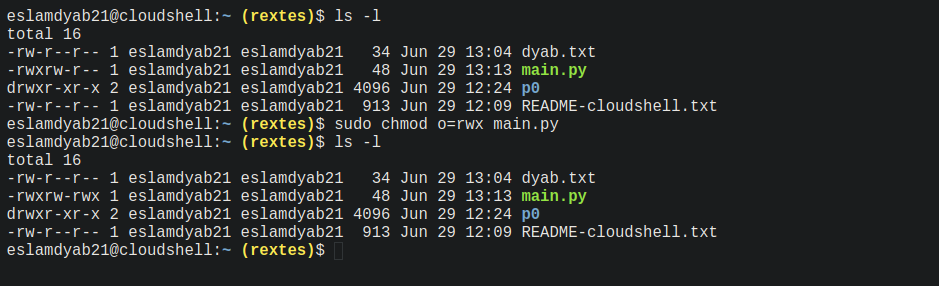 eslamdyab21@cloudshell:~ (rextes)$ ls -l
total 16
-rw-r--r-- 1 eslamdyab21 eslamdyab21   34 Jun 29 13:04 dyab.txt
-rwxrw-r-- 1 eslamdyab21 eslamdyab21   48 Jun 29 13:13 main.py
drwxr-xr-x 2 eslamdyab21 eslamdyab21 4096 Jun 29 12:24 p0
-rw-r--r-- 1 eslamdyab21 eslamdyab21  913 Jun 29 12:09 README-cloudshell.txt
eslamdyab21@cloudshell:~ (rextes)$ sudo chmod o=rwx main.py
eslamdyab21@cloudshell:~ (rextes)$ ls -l
total 16
-rw-r--r-- 1 eslamdyab21 eslamdyab21   34 Jun 29 13:04 dyab.txt
-rwxrw-rwx 1 eslamdyab21 eslamdyab21   48 Jun 29 13:13 main.py
drwxr-xr-x 2 eslamdyab21 eslamdyab21 4096 Jun 29 12:24 p0
-rw-r--r-- 1 eslamdyab21 eslamdyab21  913 Jun 29 12:09 README-cloudshell.txt
eslamdyab21@cloudshell:~ (rextes)$